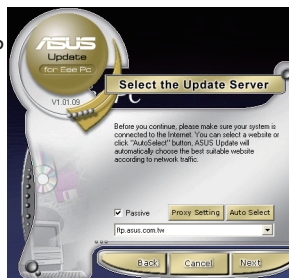 ASUS
Update
for Eee Pc
V1.01.09
Select the Update Server
PC
Before you continue, please make sure your system is
connected to the Internet. You can select a website or
click "AutoSelect" button, ASUS Update will
automatically choose the best suitable website
according to network traffic.
Passive
Proxy Setting
Auto Select
ftp.asus.com.tw
Back
Cancel
Next